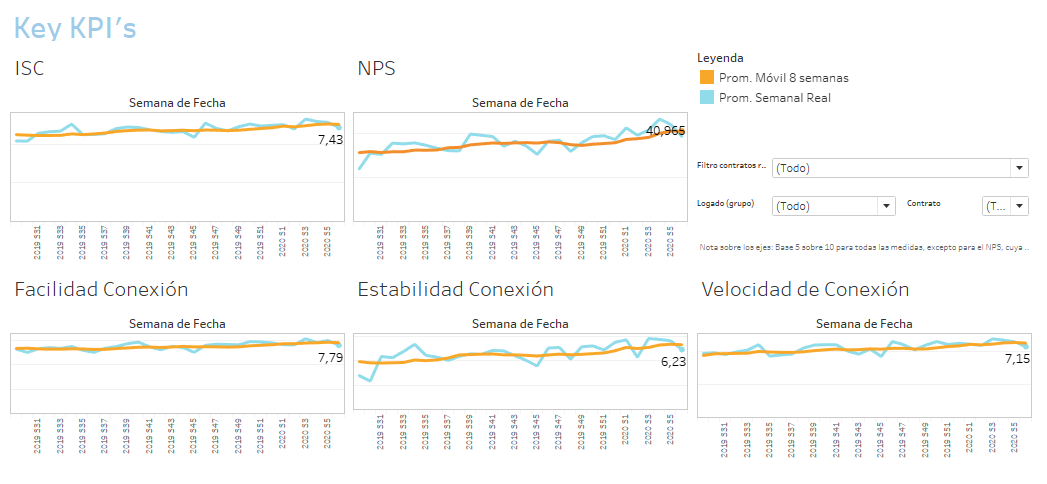 Key KPI's
ISC
NPS
Leyenda
Prom. Móvil 8 semanas
Prom. Semanal Real
Semana de Fecha
Semana de Fecha
7,43
40,965
2019 S31 2019 S33 2019 S35 2019 S37 2019 S39 2019 S41 2019 S43 2019 S45 2019 S47 2019 S49 2019 S51 2020 S1 2020 S3 2020 S5
2019 S31 2019 S33 2019 S35 2019 S37 2019 S39 2019 S41 2019 S43 2019 S45 2019 S47 2019 S49 2019 S51 2020 S1 2020 S3 2020 S5
Filtro contratos r.. (Todo)
Logado (grupo) (Todo) Contrato (T...
Nota sobre los ejes: Base 5 sobre 10 para todas las medidas, excepto para el NPS, cuya ..
Facilidad Conexión
Estabilidad Conexión
Velocidad de Conexión
Semana de Fecha
Semana de Fecha
Semana de Fecha
7,79
6,23
7,15
2019 S31 2019 S33 2019 S35 2019 S37 2019 S39 2019 S41 2019 S43 2019 S45 2019 S47 2019 S49 2019 S51 2020 S1 2020 S3 2020 S5
2019 S31 2019 S33 2019 S35 2019 S37 2019 S39 2019 S41 2019 S43 2019 S45 2019 S47 2019 S49 2019 S51 2020 S1 2020 S3 2020 S5
2019 S31 2019 S33 2019 S35 2019 S37 2019 S39 2019 S41 2019 S43 2019 S45 2019 S47 2019 S49 2019 S51 2020 S1 2020 S3 2020 S5